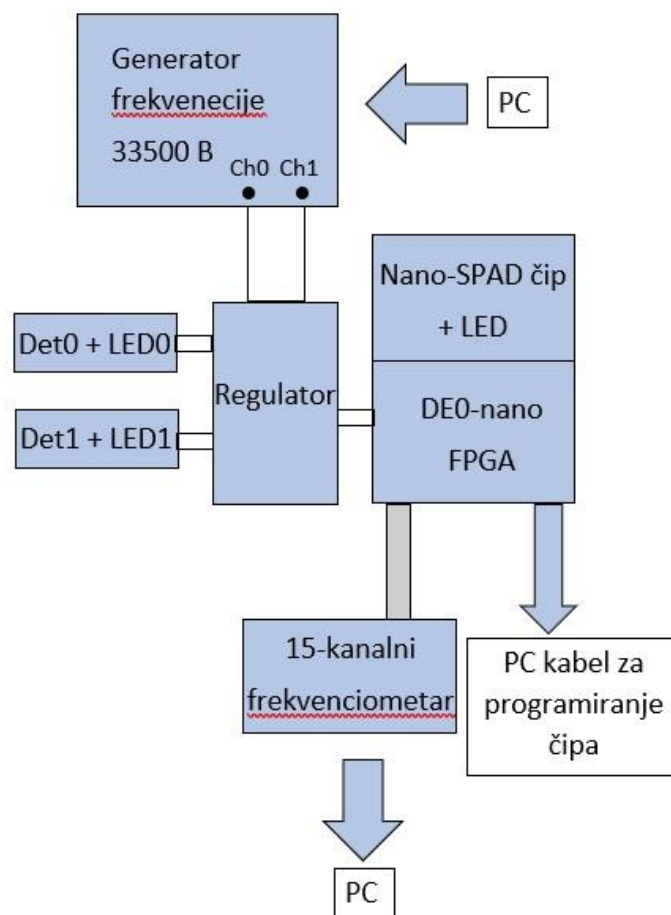 Generator
frekvenecije
33500 B
Ch0 Ch1
PC
Nano-SPAD čip
+ LED
Det0 + LED0
Regulator
DE0-nano
FPGA
Det1 + LED1
15-kanalni
frekvenciometar
PC kabel za
programiranje
čipa
PC